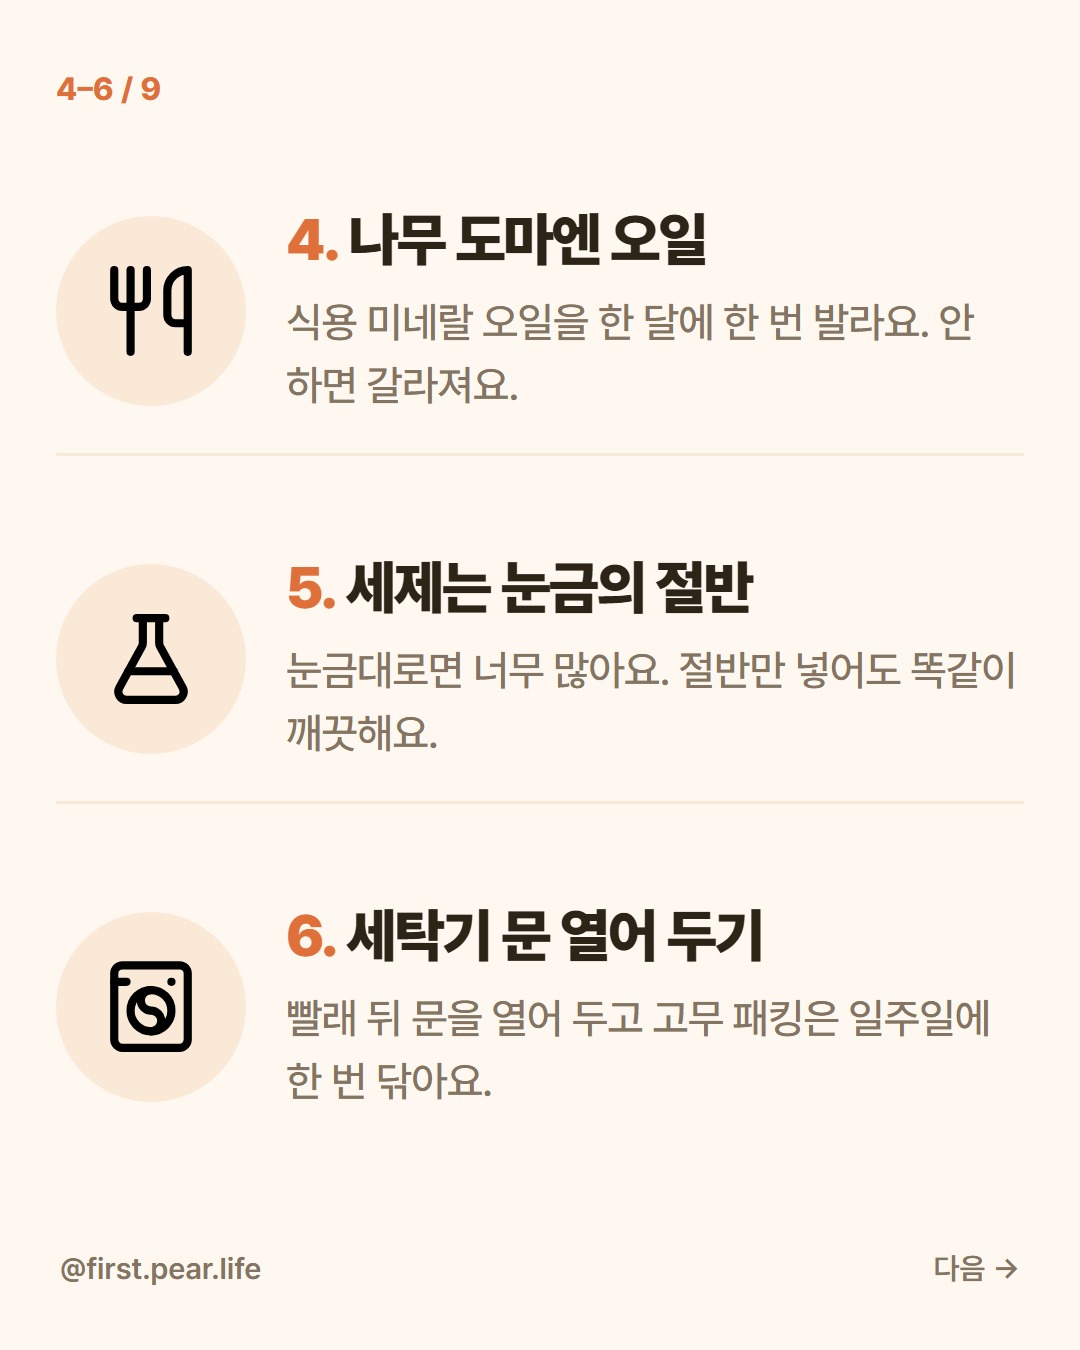 4–6 / 9
4. 나무 도마엔 오일
식용 미네랄 오일을 한 달에 한 번 발라요. 안
하면 갈라져요.
5. 세제는 눈금의 절반
눈금대로면 너무 많아요. 절반만 넣어도 똑같이
깨끗해요.
6. 세탁기 문 열어 두기
빨래 뒤 문을 열어 두고 고무 패킹은 일주일에
한 번 닦아요.
@first.pear.life
다음 →